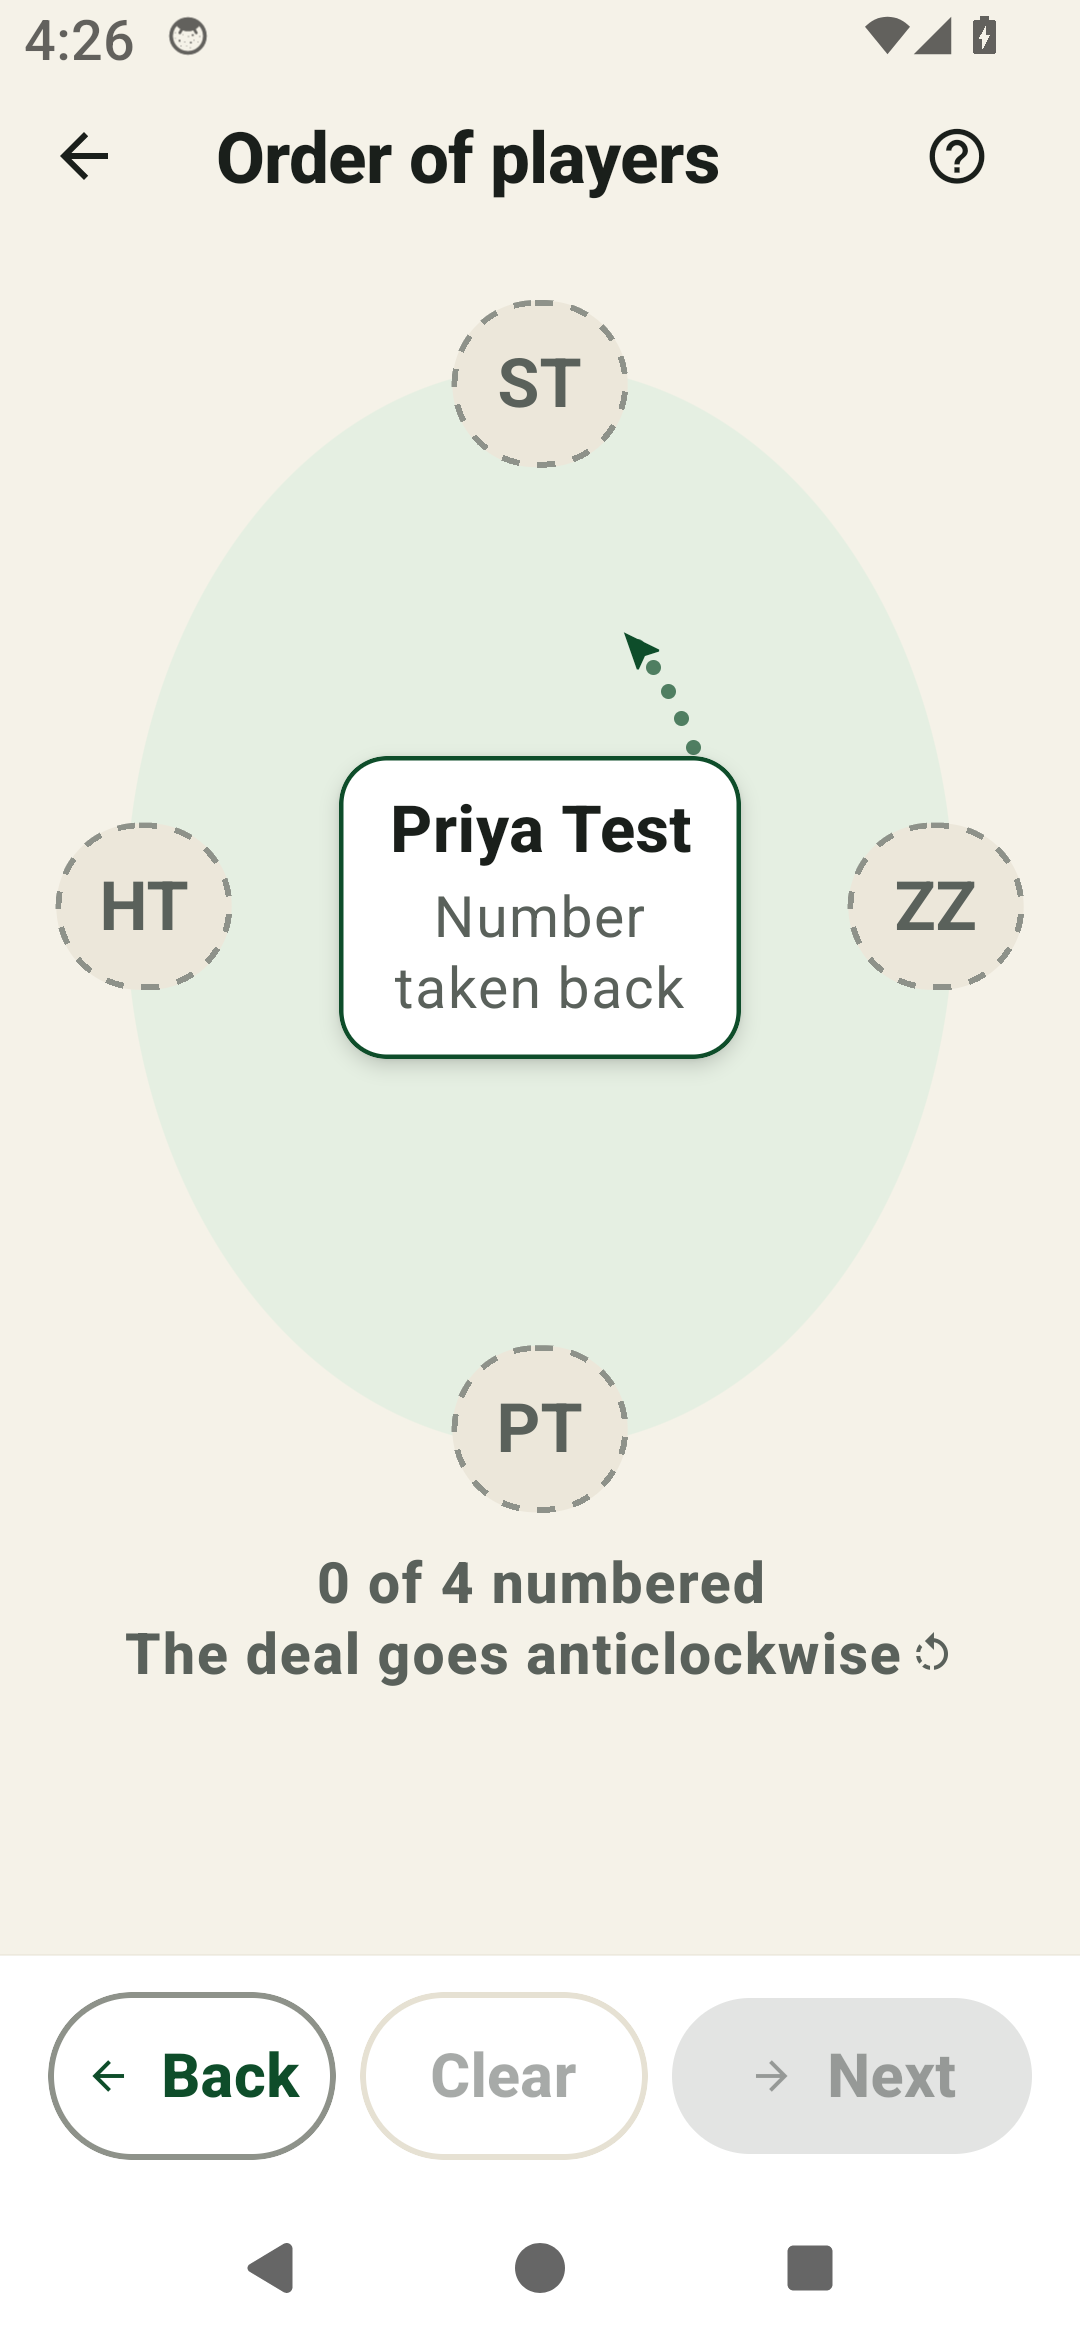 4:26
Order of players
ST
Priya Test
Number
taken back
HT
ZZ
PT
0 of 4 numbered
The deal goes anticlockwise
Back
Clear
Next